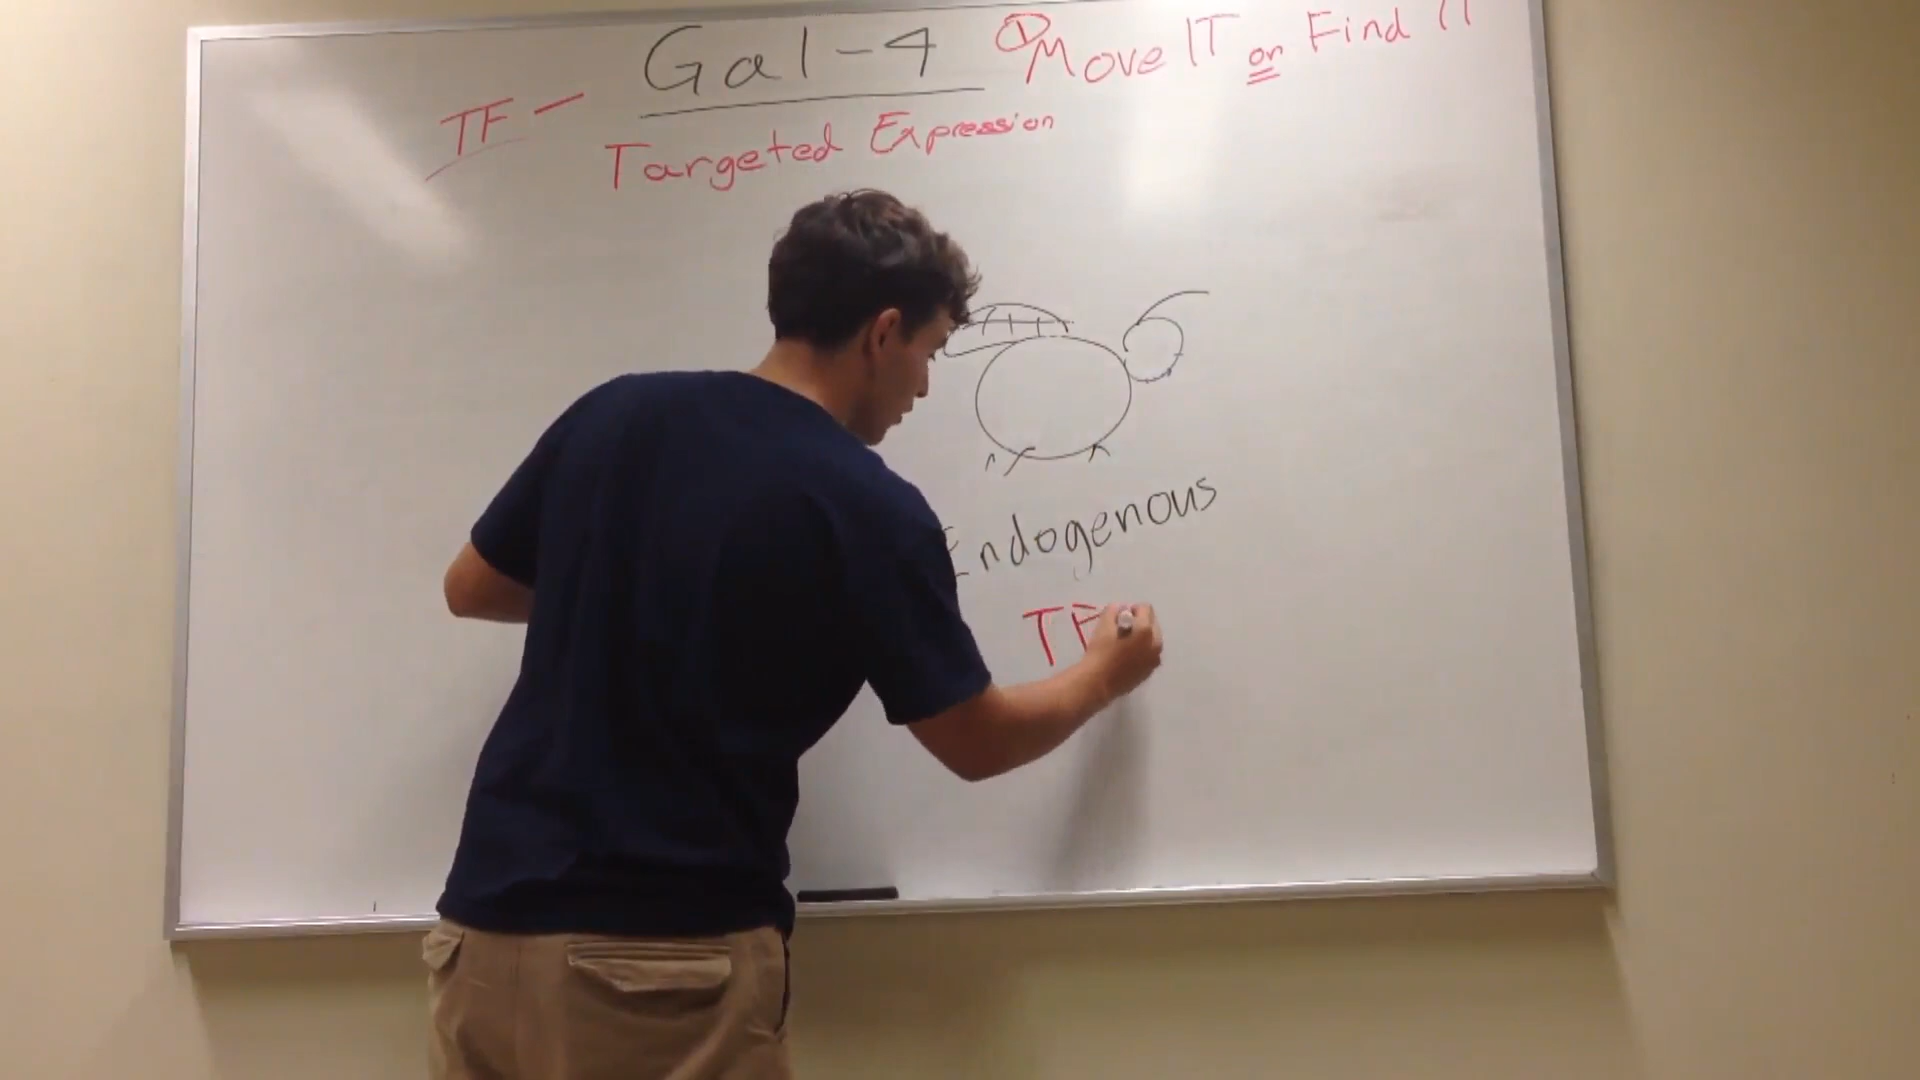 Gal-4 ① Move IT or Find IT
TF -
Targeted Expression
Endogenous
TF